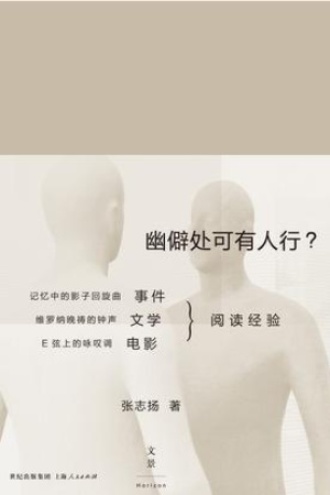 幽僻处可有人行？
记忆中的影子回旋曲 事件
维罗纳晚祷的钟声 文学 } 阅读经验
E 弦上的咏叹调 电影
张志扬 著
文景
Horizon
世纪出版集团 上海人民出版社